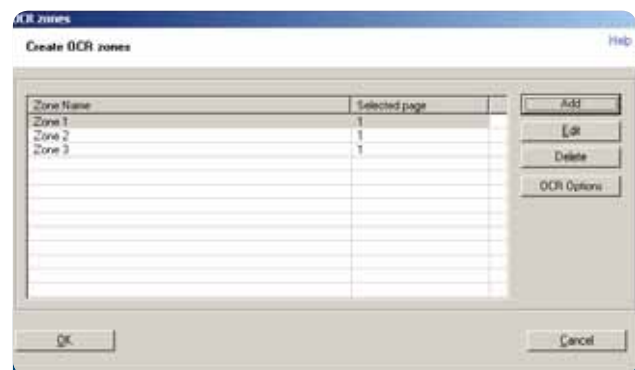 OCR zones
Create OCR zones
Help
Zone Name Selected page
Zone 1 1
Zone 2 1
Zone 3 1
Add
Edit
Delete
OCR Options
OK
Cancel